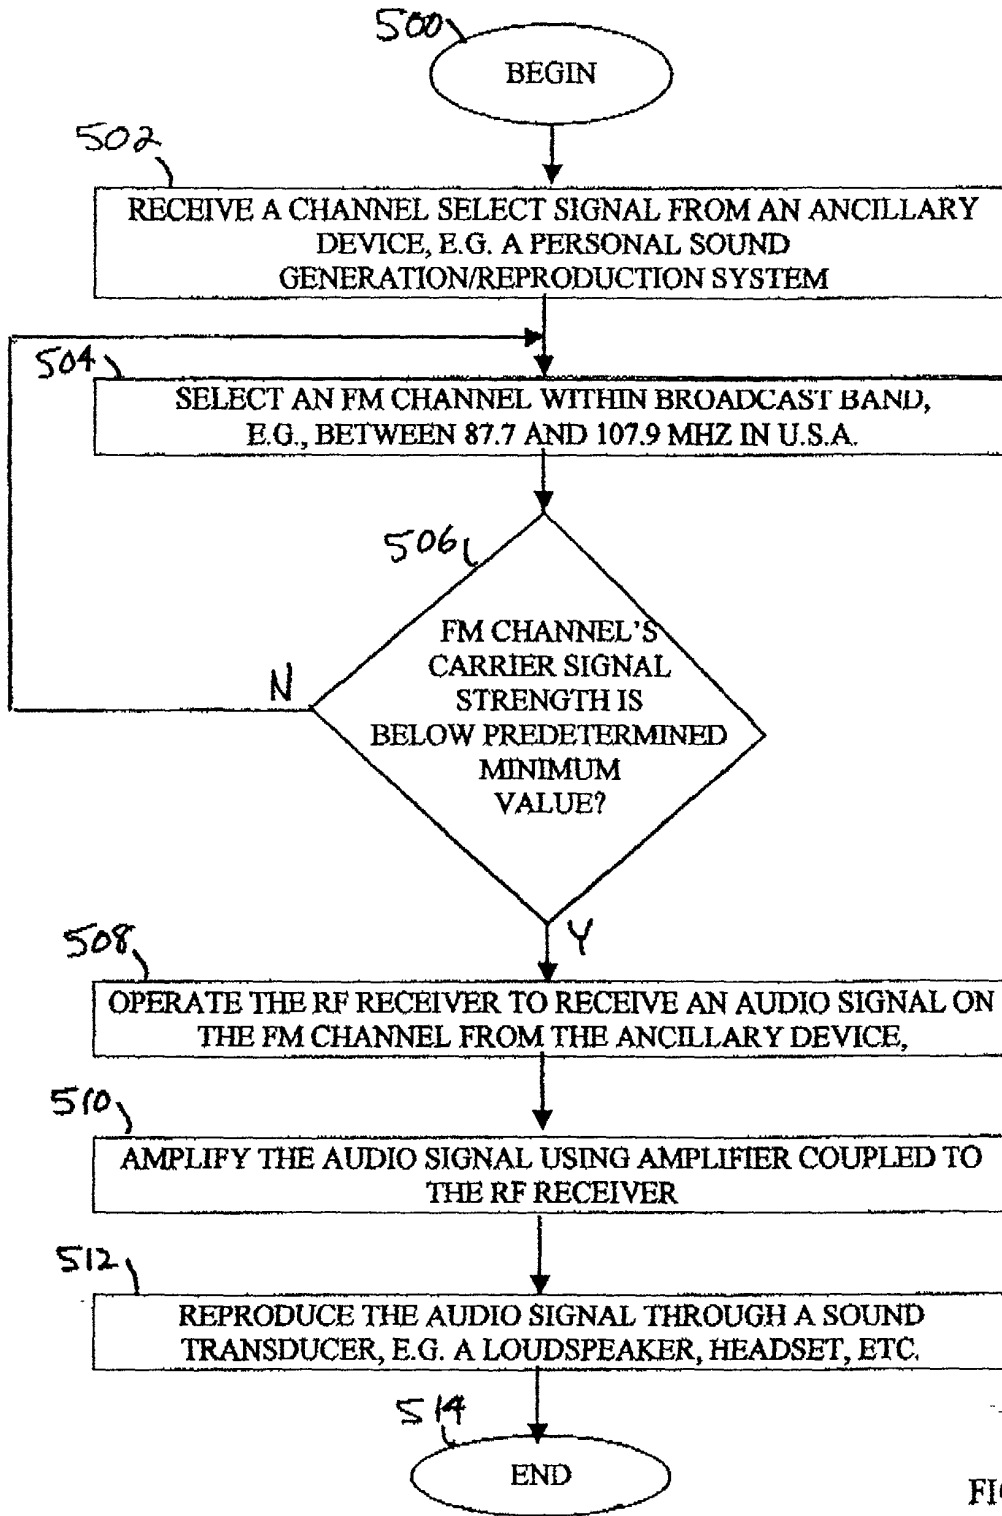 500
BEGIN
502
RECEIVE A CHANNEL SELECT SIGNAL FROM AN ANCILLARY
DEVICE, E.G. A PERSONAL SOUND
GENERATION/REPRODUCTION SYSTEM
504
SELECT AN FM CHANNEL WITHIN BROADCAST BAND,
E.G., BETWEEN 87.7 AND 107.9 MHZ IN U.S.A.
506
FM CHANNEL'S
CARRIER SIGNAL
STRENGTH IS
BELOW PREDETERMINED
MINIMUM
VALUE?
N
Y
508
OPERATE THE RF RECEIVER TO RECEIVE AN AUDIO SIGNAL ON
THE FM CHANNEL FROM THE ANCILLARY DEVICE,
510
AMPLIFY THE AUDIO SIGNAL USING AMPLIFIER COUPLED TO
THE RF RECEIVER
512
REPRODUCE THE AUDIO SIGNAL THROUGH A SOUND
TRANSDUCER, E.G. A LOUDSPEAKER, HEADSET, ETC.
514
END